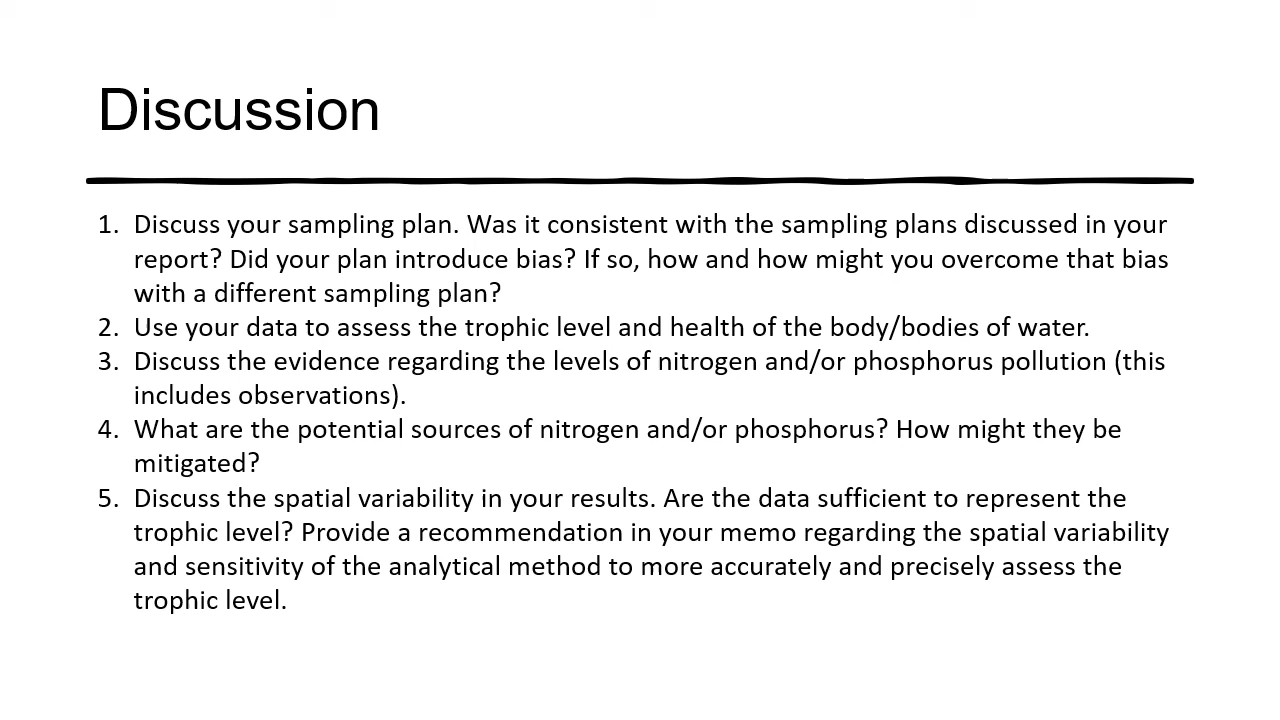 Discussion
1. Discuss your sampling plan. Was it consistent with the sampling plans discussed in your
report? Did your plan introduce bias? If so, how and how might you overcome that bias
with a different sampling plan?
2. Use your data to assess the trophic level and health of the body/bodies of water.
3. Discuss the evidence regarding the levels of nitrogen and/or phosphorus pollution (this
includes observations).
4. What are the potential sources of nitrogen and/or phosphorus? How might they be
mitigated?
5. Discuss the spatial variability in your results. Are the data sufficient to represent the
trophic level? Provide a recommendation in your memo regarding the spatial variability
and sensitivity of the analytical method to more accurately and precisely assess the
trophic level.